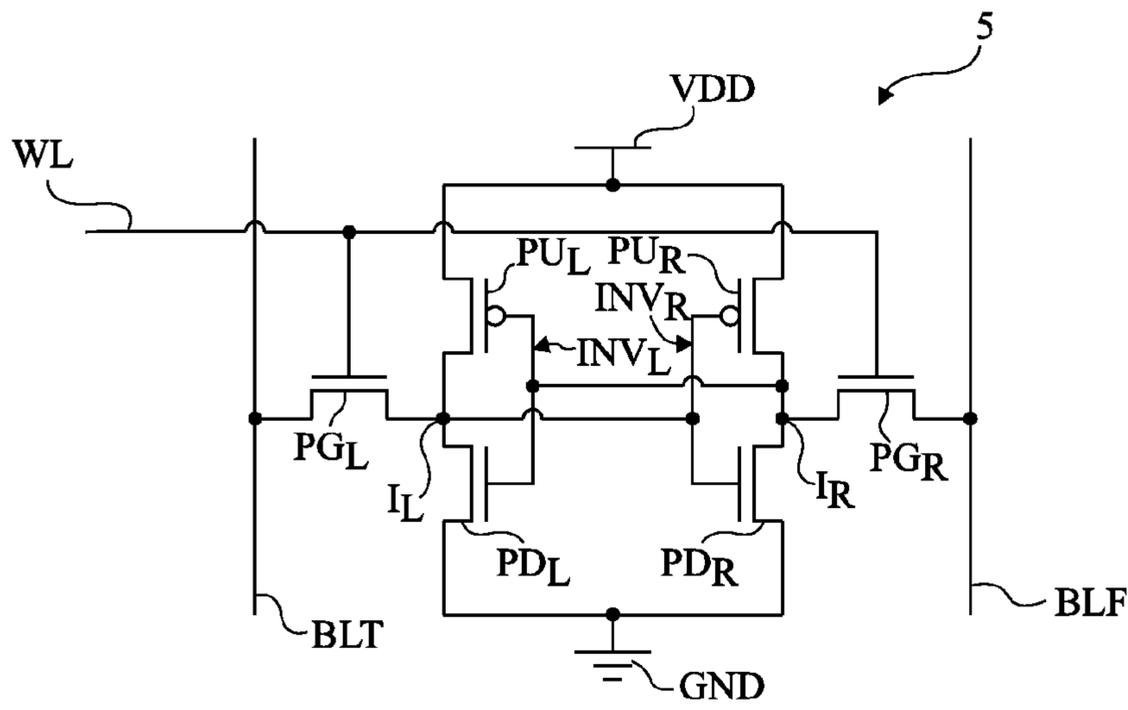 5
VDD
WL
PUL
PUR
INVR
INVL
PGL
PGR
IL
IR
PDL
PDR
BLT
BLF
GND